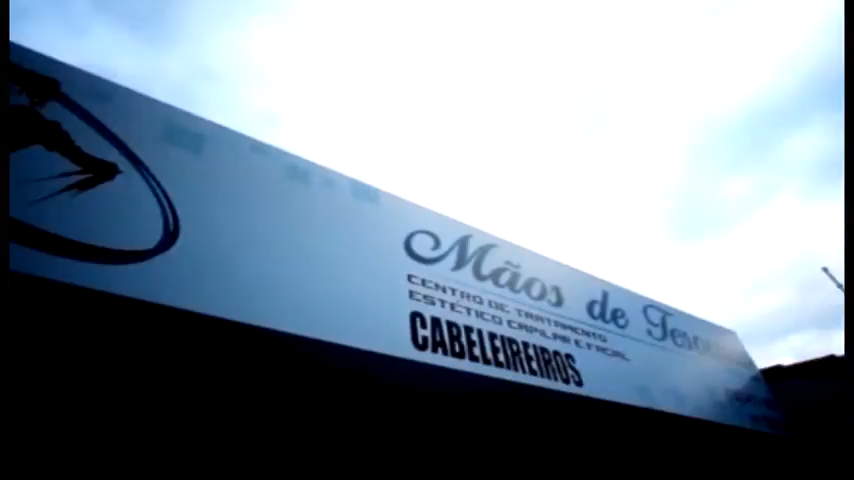 Mãos de
CENTRO DE TRATAMENTO
ESTÉTICO CAPILAR E FACIAL
CABELEIREIROS